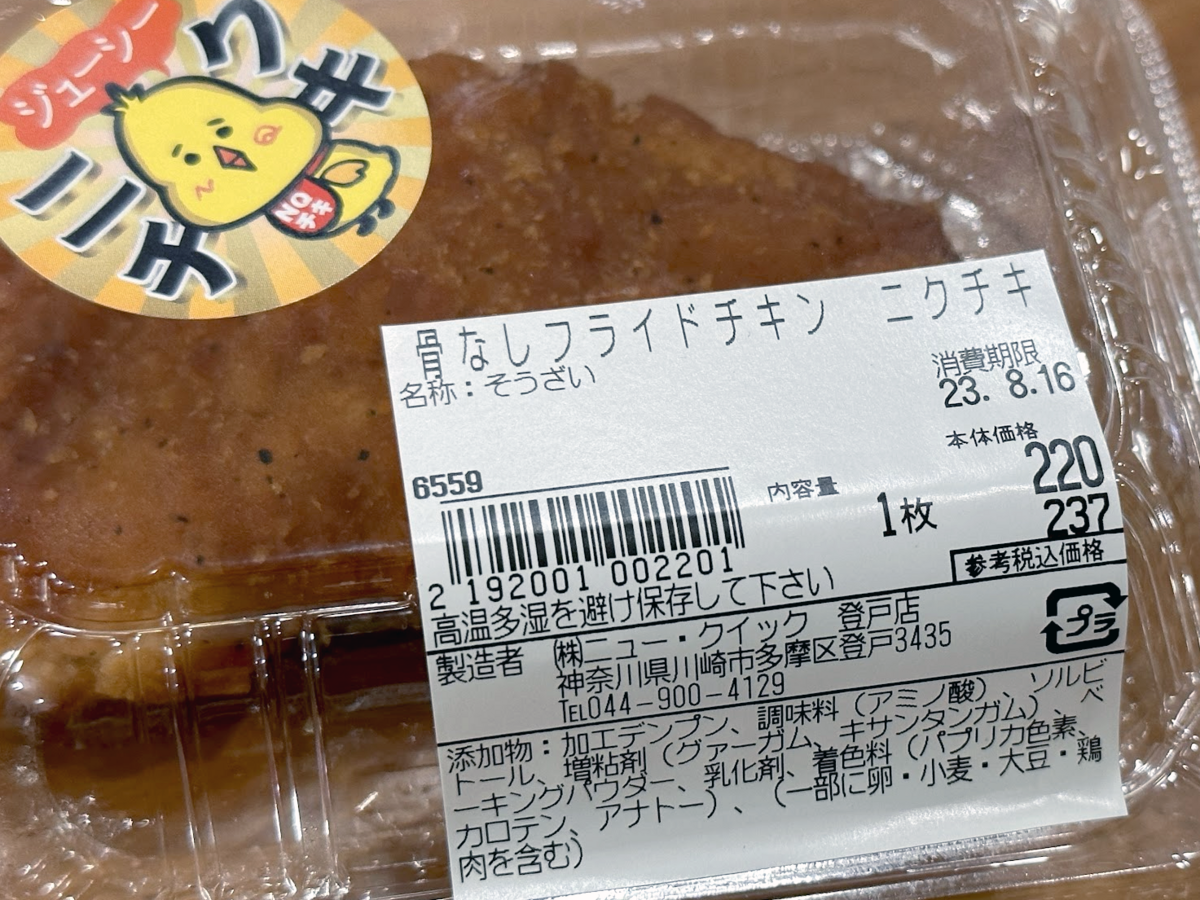 ジューシー
ニクチキ
NO
チキ
骨なしフライドチキン ニクチキ
名称：そうざい
消費期限
23. 8.16
本体価格
220
6559
内容量
1枚
237
参考税込価格
2 192001 002201
高温多湿を避け保存して下さい
プラ
製造者 ㈱ニュー・クイック 登戸店
神奈川県川崎市多摩区登戸3435
TEL044-900-4129
添加物：加工デンプン、調味料（アミノ酸）、ソルビ
トール、増粘剤（グァーガム、キサンタンガム）、ベ
ーキングパウダー、乳化剤、着色料（パプリカ色素、
カロテン、アナトー）、（一部に卵・小麦・大豆・鶏
肉を含む）